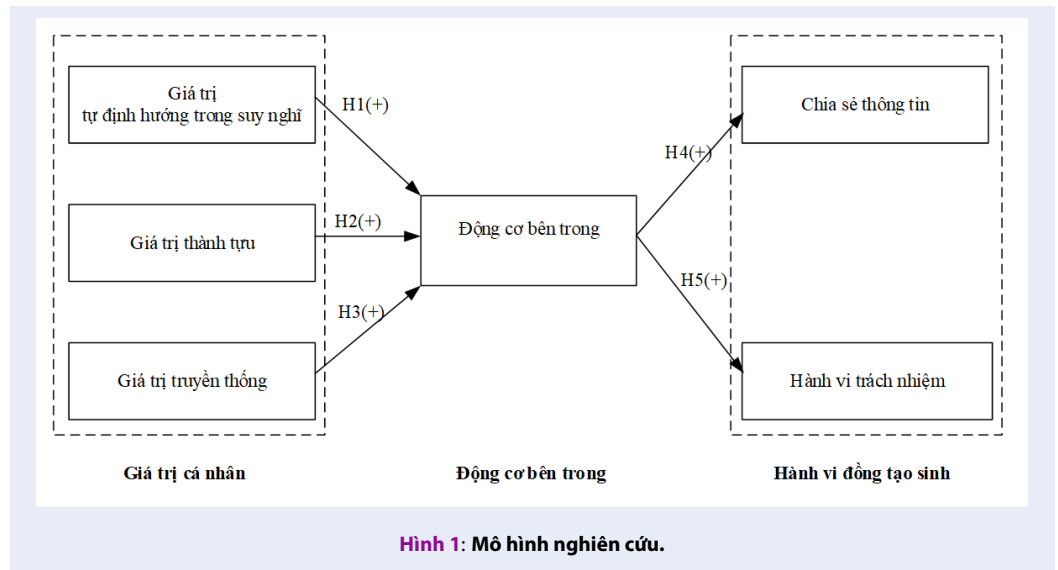 Giá trị
tự định hướng trong suy nghĩ
H1(+)
Chia sẻ thông tin
H4(+)
Giá trị thành tựu
H2(+)
Động cơ bên trong
H5(+)
H3(+)
Giá trị truyền thống
Hành vi trách nhiệm
Giá trị cá nhân
Động cơ bên trong
Hành vi đồng tạo sinh
Hình 1: Mô hình nghiên cứu.